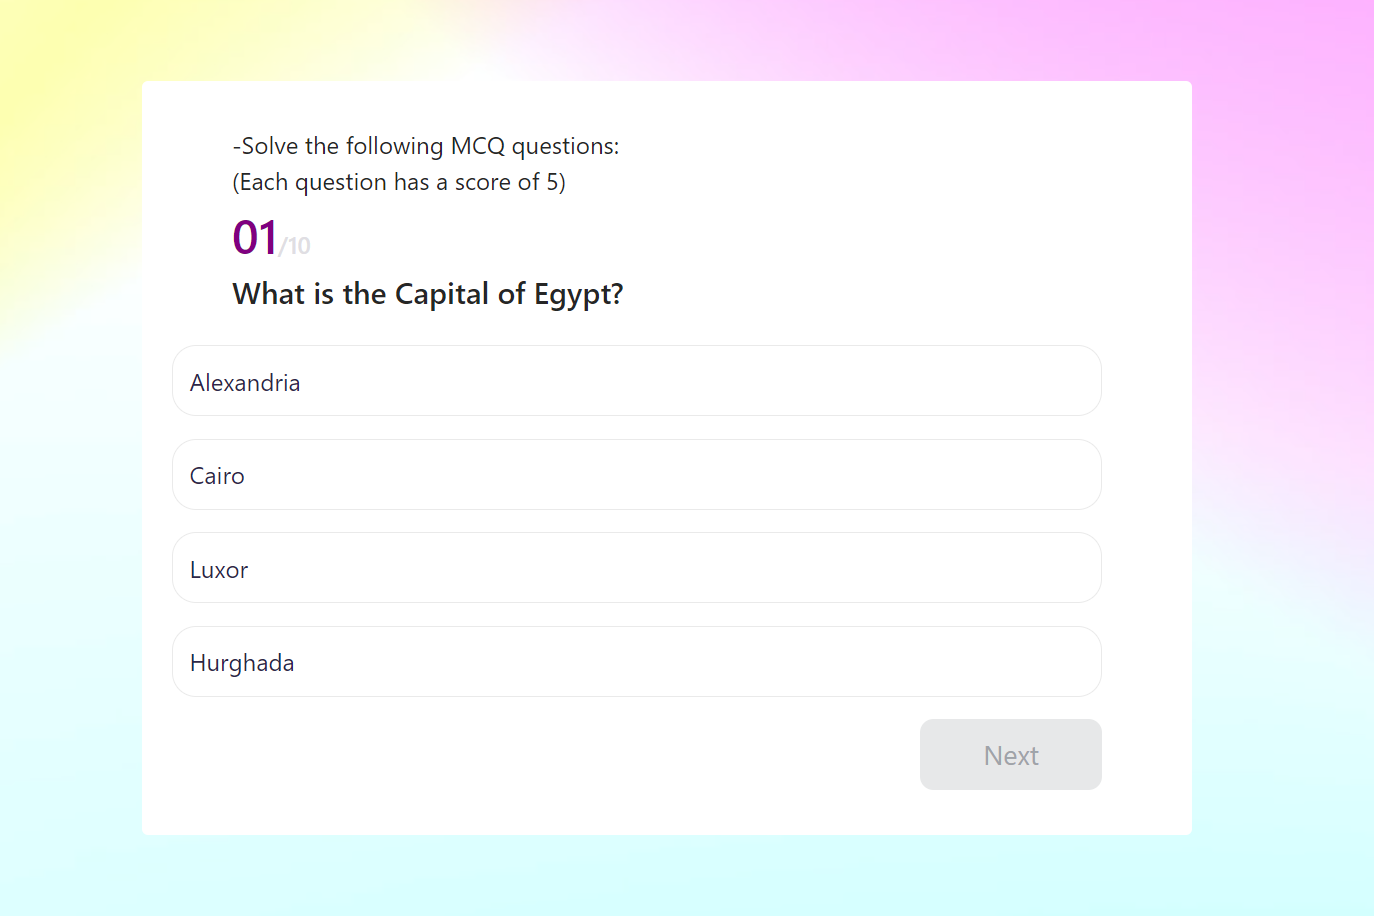 -Solve the following MCQ questions:
(Each question has a score of 5)
01/10
What is the Capital of Egypt?
Alexandria
Cairo
Luxor
Hurghada
Next